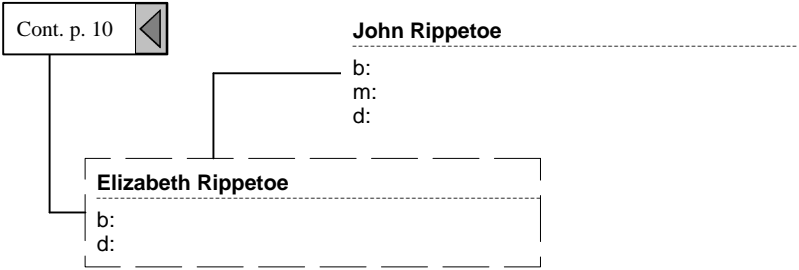 Cont. p. 10
John Rippetoe
b:
m:
d:
Elizabeth Rippetoe
b:
d: